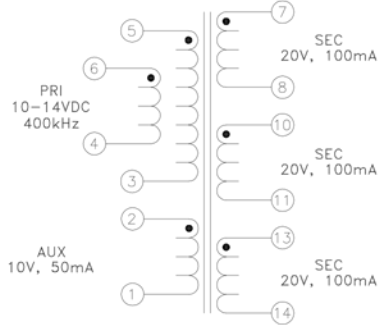 7
5
SEC
20V, 100mA
6
8
PRI
10-14VDC
400kHz
4
10
SEC
20V, 100mA
3
11
2
13
AUX
10V, 50mA
SEC
20V, 100mA
1
14